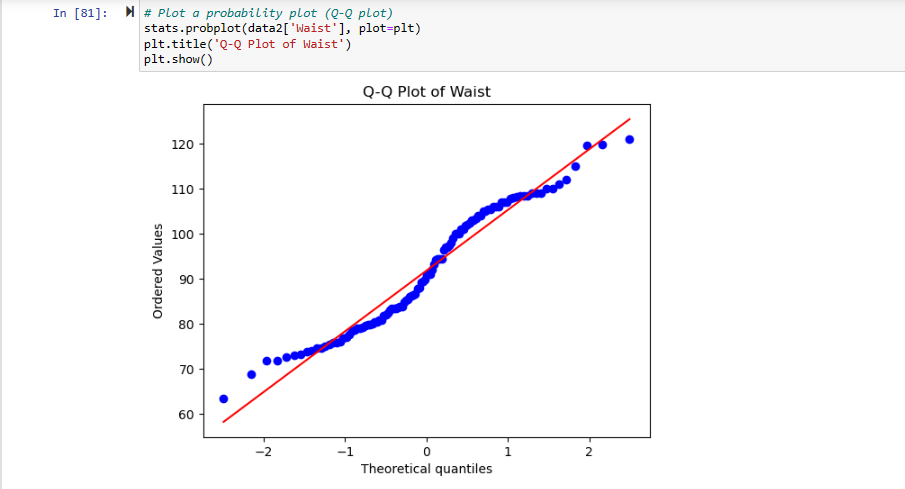 In [81]:
# Plot a probability plot (Q-Q plot)
stats.probplot(data2['Waist'], plot=plt)
plt.title('Q-Q Plot of Waist')
plt.show()
Q-Q Plot of Waist
120
110
100
90
80
70
60
Ordered Values
−2 −1 0 1 2
Theoretical quantiles